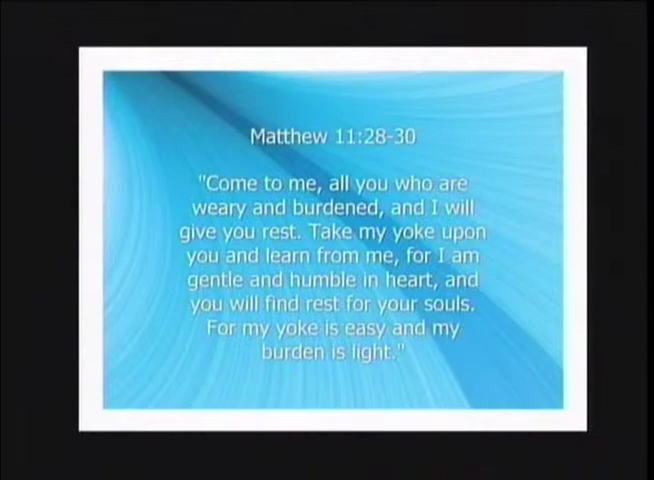 Matthew 11:28-30
"Come to me, all you who are
weary and burdened, and I will
give you rest. Take my yoke upon
you and learn from me, for I am
gentle and humble in heart, and
you will find rest for your souls.
For my yoke is easy and my
burden is light."